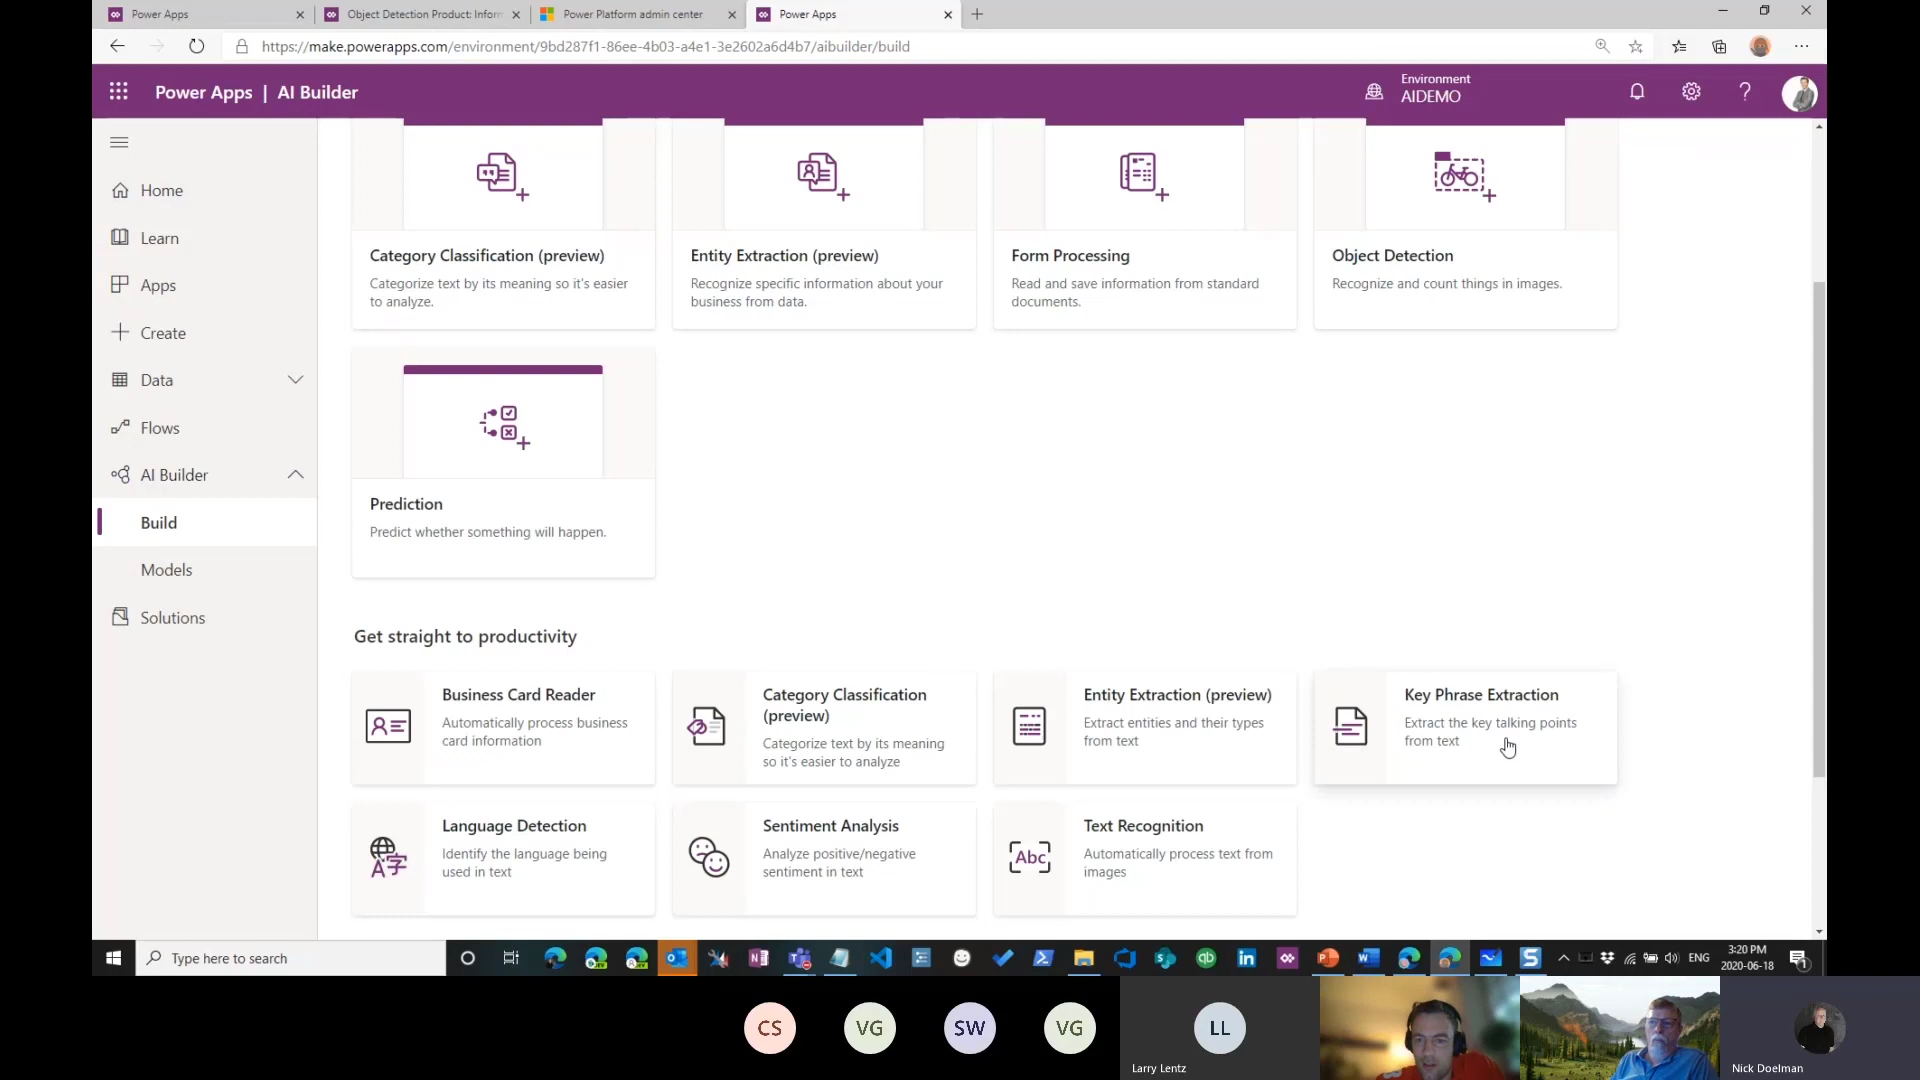 Power Apps
Object Detection Product: Inform
Power Platform admin center
Power Apps
https://make.powerapps.com/environment/9bd287f1-86ee-4b03-a4e1-3e2602a6d4b7/aibuilder/build
Power Apps | AI Builder
Environment
AIDEMO
Home
Learn
Apps
Create
Data
Flows
AI Builder
Build
Models
Solutions
Category Classification (preview)
Categorize text by its meaning so it's easier
to analyze.
Entity Extraction (preview)
Recognize specific information about your
business from data.
Form Processing
Read and save information from standard
documents.
Object Detection
Recognize and count things in images.
Prediction
Predict whether something will happen.
Get straight to productivity
Business Card Reader
Automatically process business
card information
Category Classification
(preview)
Categorize text by its meaning
so it's easier to analyze
Entity Extraction (preview)
Extract entities and their types
from text
Key Phrase Extraction
Extract the key talking points
from text
Language Detection
Identify the language being
used in text
Sentiment Analysis
Analyze positive/negative
sentiment in text
Abc
Text Recognition
Automatically process text from
images
Type here to search
ENG
3:20 PM
2020-06-18
CS
VG
SW
VG
LL
Larry Lentz
Nick Doelman